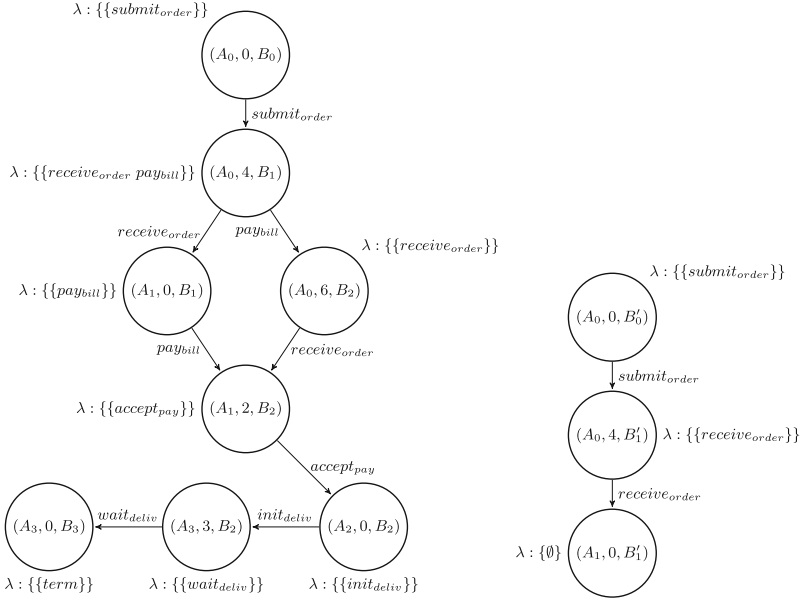 λ : {{submit_order}}
(A_0, 0, B_0)
submit_order
λ : {{receive_order pay_bill}}
(A_0, 4, B_1)
receive_order
pay_bill
λ : {{receive_order}}
λ : {{pay_bill}}
(A_1, 0, B_1)
(A_0, 6, B_2)
pay_bill
receive_order
λ : {{accept_pay}}
(A_1, 2, B_2)
accept_pay
(A_3, 0, B_3)
wait_deliv
(A_3, 3, B_2)
init_deliv
(A_2, 0, B_2)
λ : {{term}}
λ : {{wait_deliv}}
λ : {{init_deliv}}
λ : {{submit_order}}
(A_0, 0, B'_0)
submit_order
(A_0, 4, B'_1)
λ : {{receive_order}}
receive_order
(A_1, 0, B'_1)
λ : {∅}